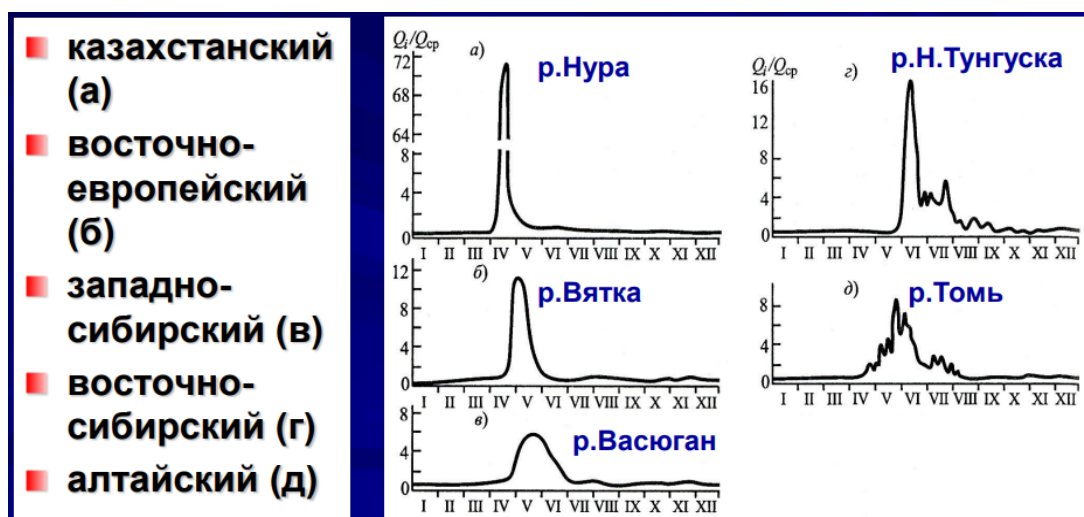 казахстанский
(а)
восточно-
европейский
(б)
западно-
сибирский (в)
восточно-
сибирский (г)
алтайский (д)
Qi/Qср
а)
р.Нура
72
68
64
8
4
0
I II III IV V VI VII VIII IX X XI XII
б)
р.Вятка
12
8
4
0
I II III IV V VI VII VIII IX X XI XII
в)
р.Васюган
8
4
0
I II III IV V VI VII VIII IX X XI XII
р.Н.Тунгуска
Qi/Qср
г)
16
12
8
4
0
I II III IV V VI VII VIII IX X XI XII
д)
р.Томь
8
4
0
I II III IV V VI VII VIII IX X XI XII